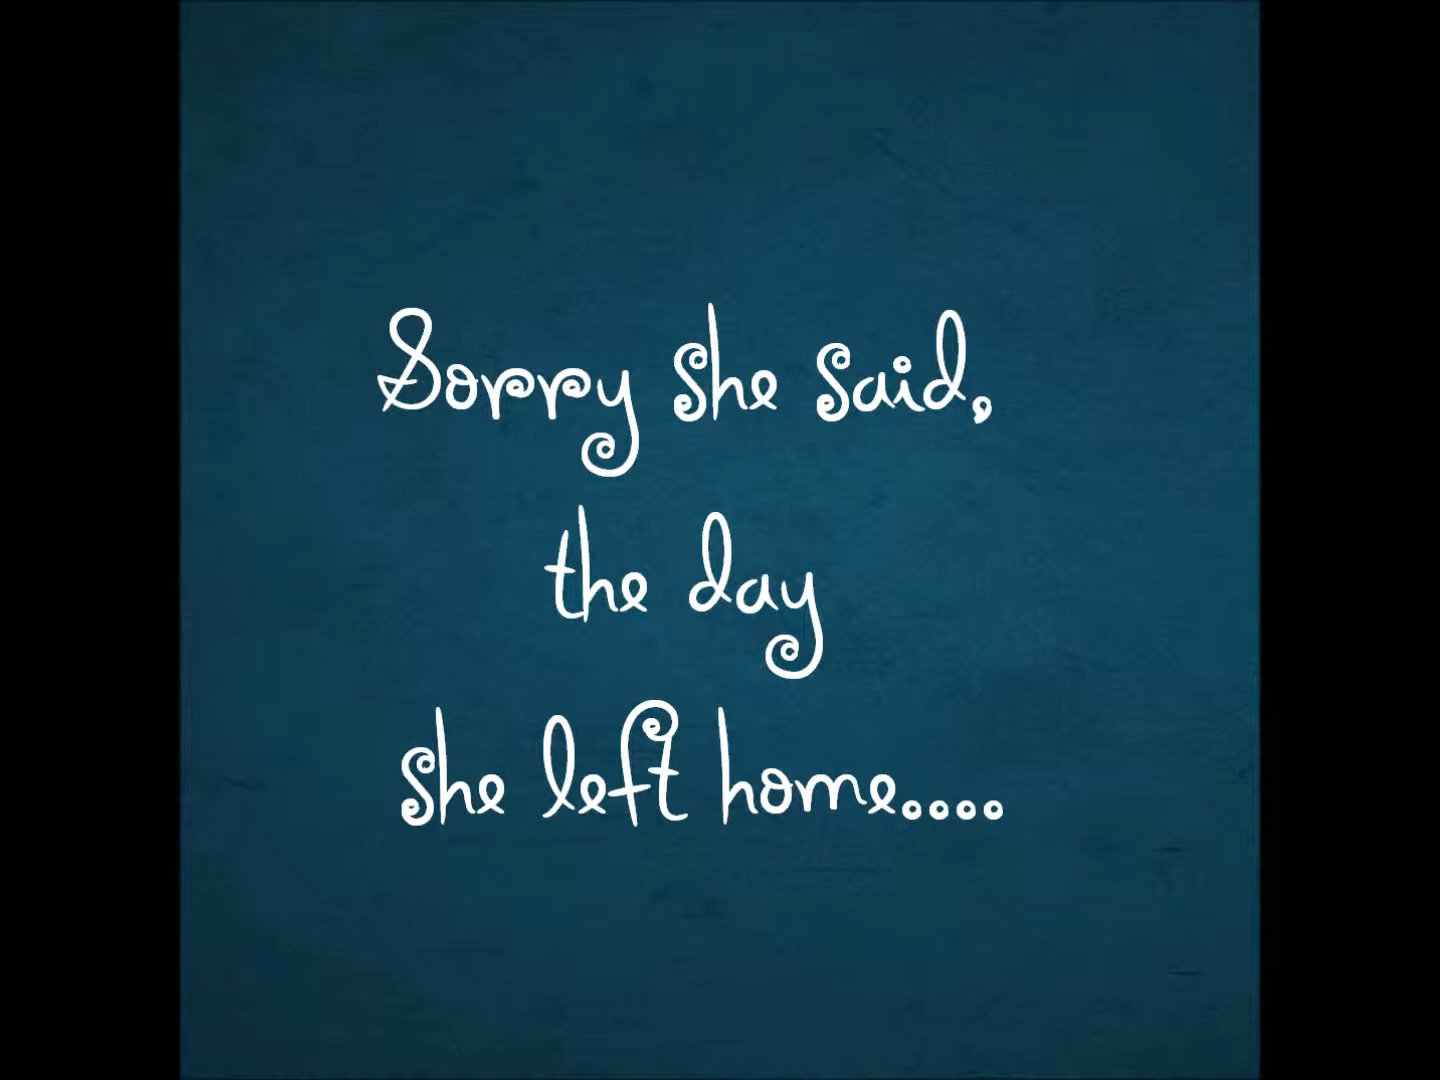 Sorry she said,
the day
she left home....